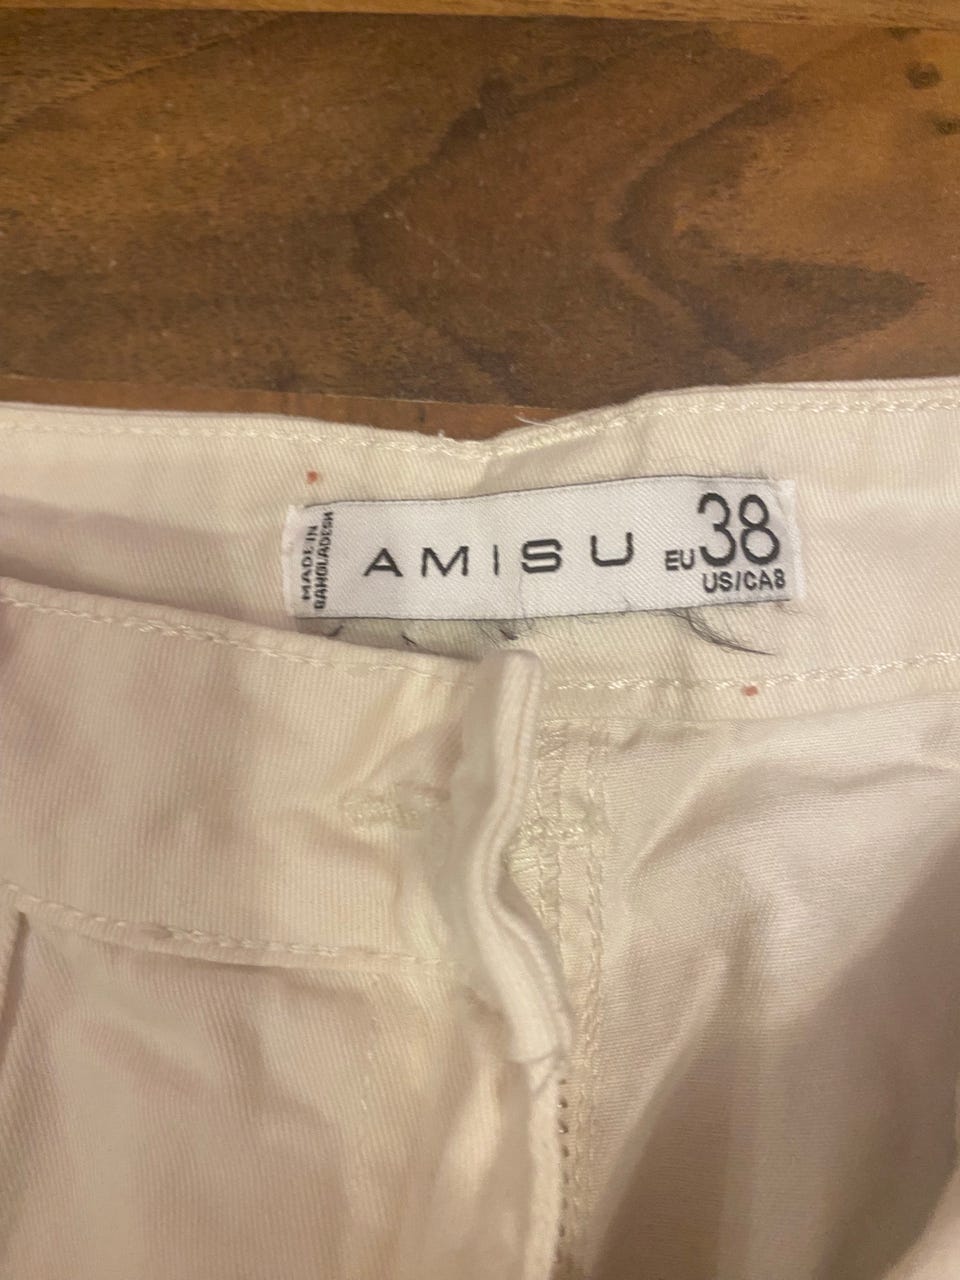 MADE IN
BANGLADESH
AMISU
EU 38
US/CA8